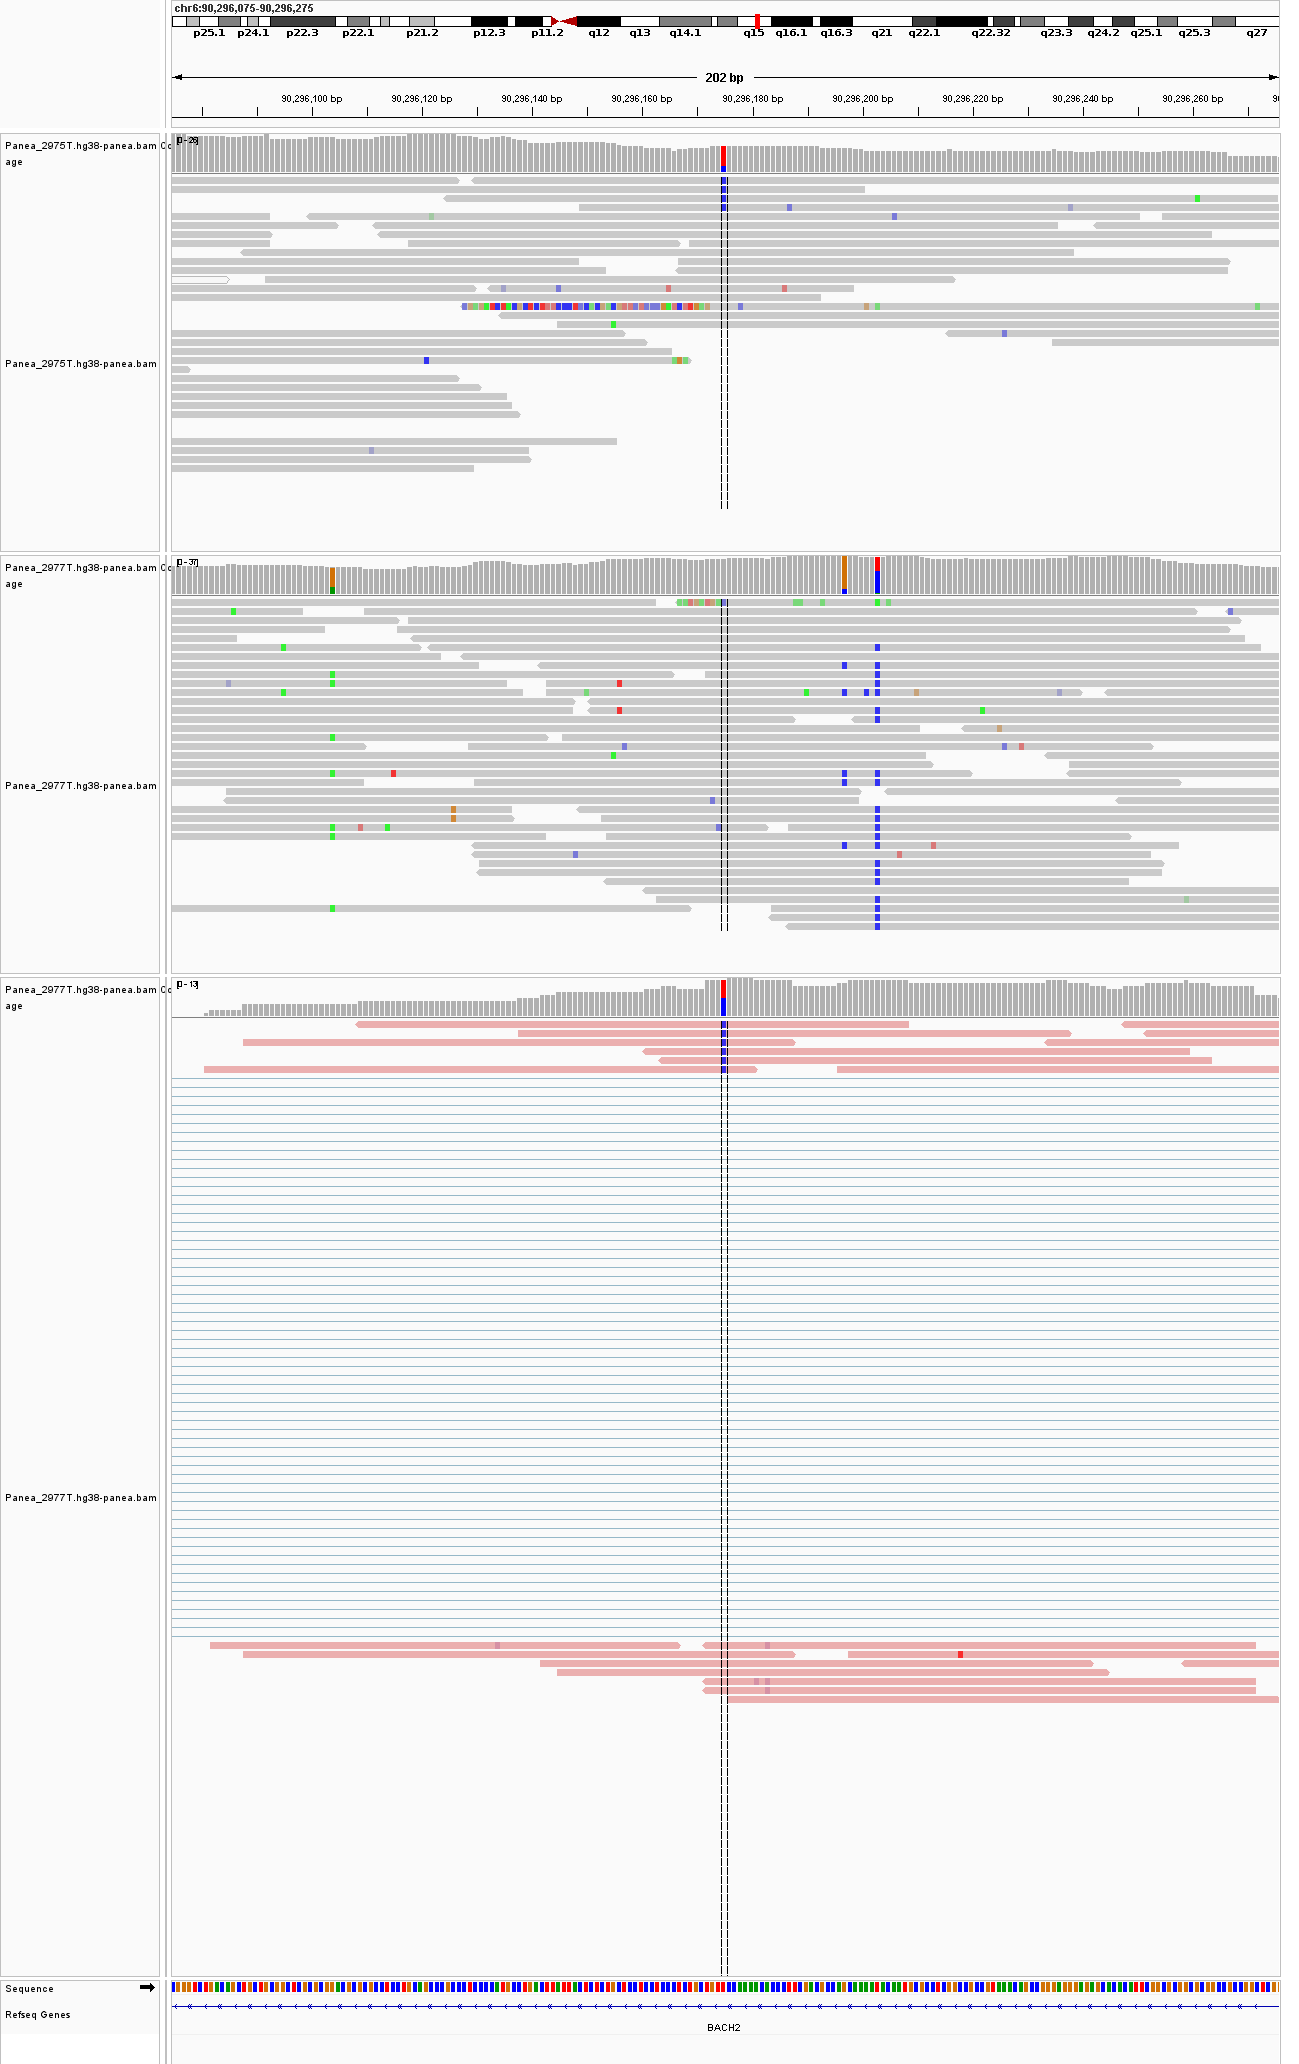 chr6:90,296,075-90,296,275
p25.1 p24.1 p22.3 p22.1 p21.2 p12.3 p11.2 q12 q13 q14.1 q15 q16.1 q16.3 q21 q22.1 q22.32 q23.3 q24.2 q25.1 q25.3 q27
202 bp
90,296,100 bp 90,296,120 bp 90,296,140 bp 90,296,160 bp 90,296,180 bp 90,296,200 bp 90,296,220 bp 90,296,240 bp 90,296,260 bp
Panea_2975T.hg38-panea.bam Co
age
[0-26]
Panea_2975T.hg38-panea.bam
Panea_2977T.hg38-panea.bam Co
age
[0-37]
Panea_2977T.hg38-panea.bam
Panea_2977T.hg38-panea.bam Co
age
[0-13]
Panea_2977T.hg38-panea.bam
Sequence
Refseq Genes
BACH2